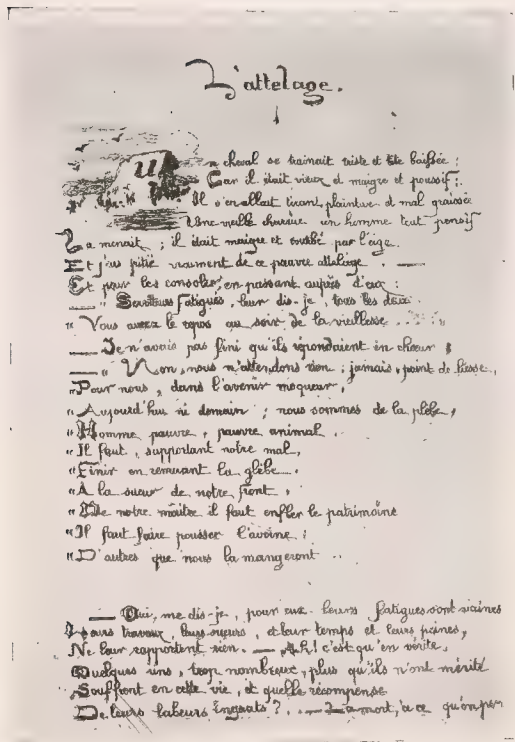 L'attelage.
Un cheval se trainait triste et tête baissée :
Car il était vieux et maigre et poussif ;
Il s'en allait tirant, plaintive et mal graissée
Une vieille charrue un homme tout pensif
La menait ; il était maigre et courbé par l'âge.
Et j'eus pitié vraiment de ce pauvre attelage . —
Et pour les consoler, en passant auprès d'eux :
— " Serviteurs fatigués, leur dis-je, tous les deux
" Vous aurez le repos au soir de la vieillesse .... "
— Je n'avais pas fini qu'ils répondaient en chœur ;
— " Non, nous n'attendons rien ; jamais, point de liesse,
" Pour nous, dans l'avenir moqueur,
" Aujourd'hui ni demain ; nous sommes de la plèbe,
" Homme pauvre, pauvre animal .
" Il faut, supportant notre mal,
" Finir en remuant la glèbe .
" À la sueur de notre front,
" De notre maître il faut enfler le patrimoine
" Il faut faire pousser l'avoine ;
" D'autres que nous la mangeront ..
— Oui, me dis-je, pour eux leurs fatigues sont vaines
Leurs travaux, leurs sueurs, et leur temps et leurs peines,
Ne leur rapportent rien. — Ah ! c'est qu'en vérité,
Quelques uns, trop nombreux, plus qu'ils n'ont mérité
Souffrent en cette vie, et quelle récompense
De leurs labeurs ingrats ? . — La mort, à ce qu'on pen